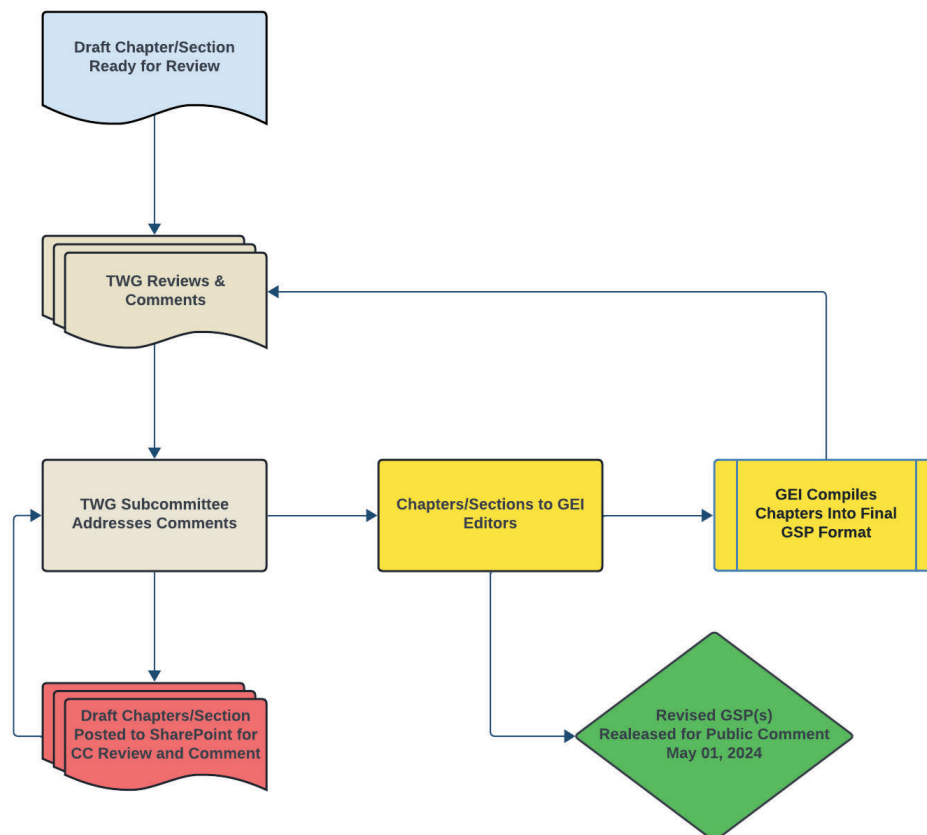 Draft Chapter/Section
Ready for Review
TWG Reviews &
Comments
TWG Subcommittee
Addresses Comments
Chapters/Sections to GEI
Editors
GEI Compiles
Chapters Into Final
GSP Format
Draft Chapters/Section
Posted to SharePoint for
CC Review and Comment
Revised GSP(s)
Realeased for Public Comment
May 01, 2024